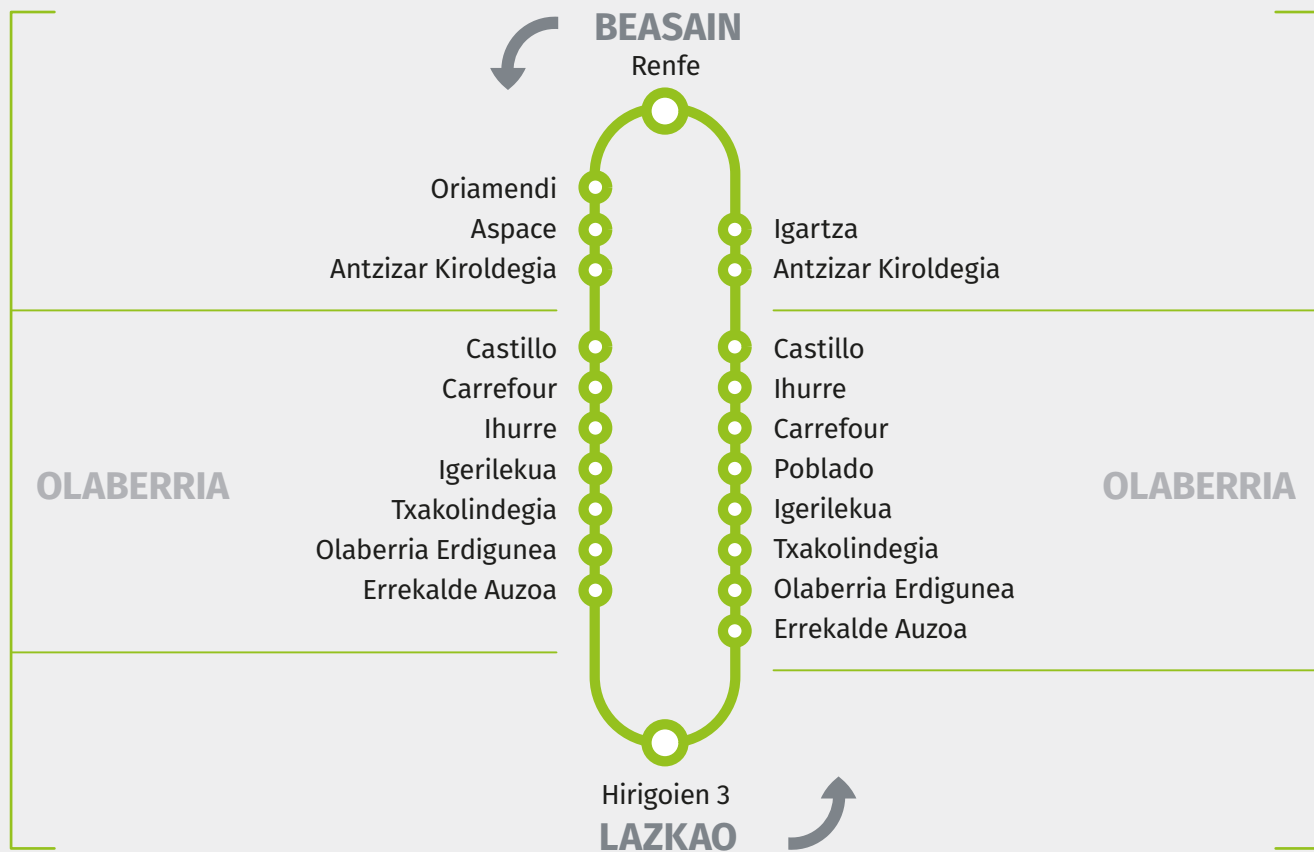 BEASAIN
Renfe
Oriamendi
Aspace
Antzizar Kiroldegia
Castillo
Carrefour
Ihurre
Igerilekua
Txakolindegia
Olaberria Erdigunea
Errekalde Auzoa
OLABERRIA
Igartza
Antzizar Kiroldegia
Castillo
Ihurre
Carrefour
Poblado
Igerilekua
Txakolindegia
Olaberria Erdigunea
Errekalde Auzoa
OLABERRIA
Hirigoien 3
LAZKAO